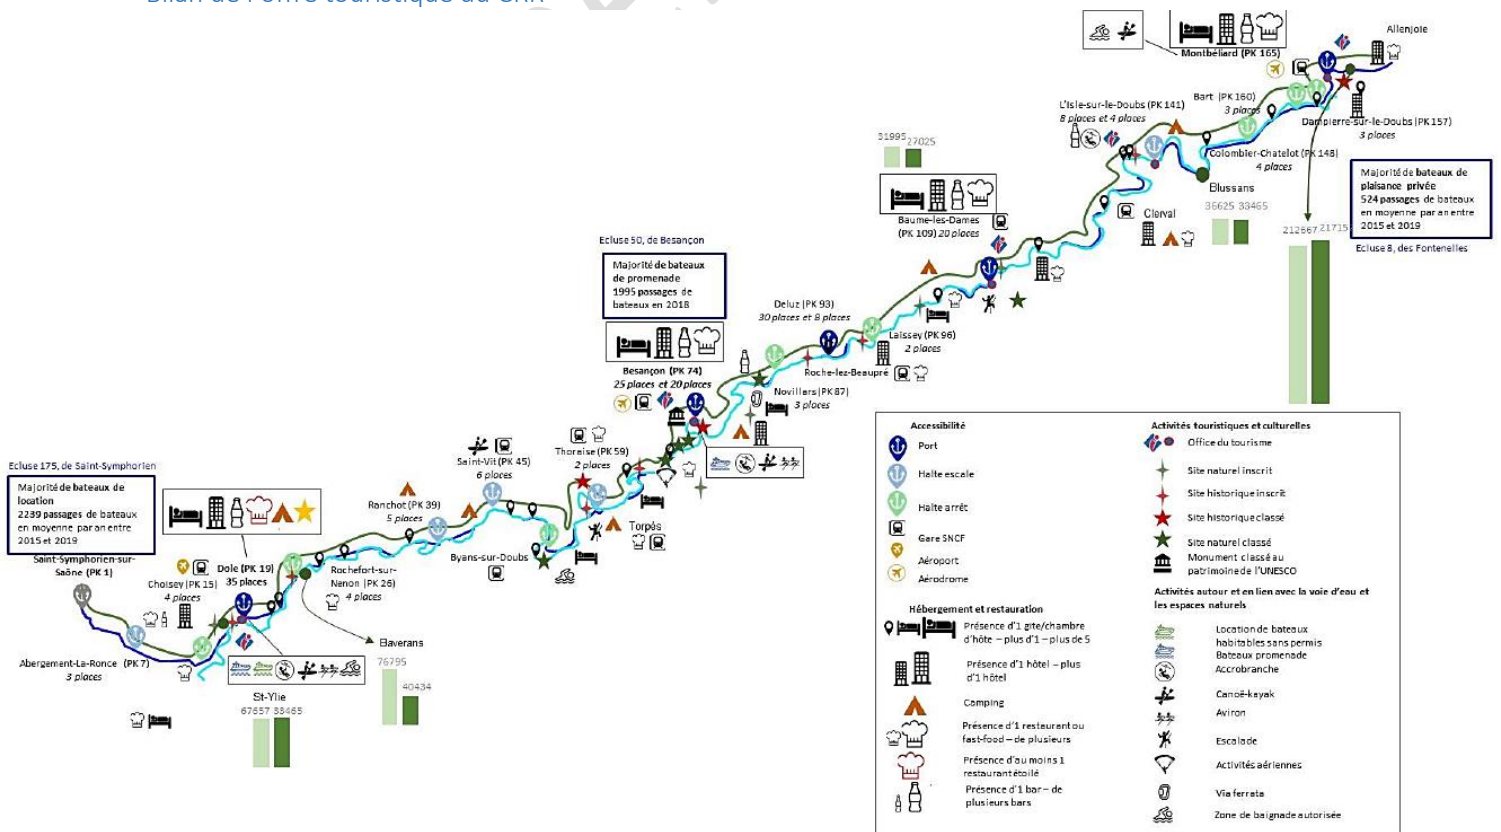 Allenjoie
Montbéliard (PK 165)
Bart (PK 160)
3 places
L'Isle-sur-le-Doubs (PK 141)
8 places et 4 places
Dampierre-sur-le-Doubs (PK 157)
3 places
Colombier-Chatelot (PK 148)
4 places
Blussans
36625 33465
31995 27025
Baume-les-Dames
(PK 109) 20 places
Clerval
Majorité de bateaux de
plaisance privée
524 passages de bateaux
en moyenne par an entre
2015 et 2019
Ecluse 8, des Fontenelles
212667 21715
Ecluse 50, de Besançon
Majorité de bateaux
de promenade
1995 passages de
bateaux en 2018
Besançon (PK 74)
25 places et 20 places
Deluz (PK 93)
30 places et 8 places
Laissey (PK 96)
2 places
Roche-lez-Beaupré
Novillars (PK 87)
3 places
Thoraise (PK 59)
2 places
Saint-Vit (PK 45)
6 places
Ranchot (PK 39)
5 places
Torpès
Byans-sur-Doubs
Ecluse 175, de Saint-Symphorien
Majorité de bateaux de
location
2239 passages de bateaux
en moyenne par an entre
2015 et 2019
Saint-Symphorien-sur-
Saône (PK 1)
Choisey (PK 15)
4 places
Dole (PK 19)
35 places
Rochefort-sur-
Nenon (PK 26)
4 places
Abergement-La-Ronce (PK 7)
3 places
Baverans
76795
40434
St-Ylie
67657 33465
Accessibilité
Port
Halte escale
Halte arrêt
Gare SNCF
Aéroport
Aérodrome
Hébergement et restauration
Présence d'1 gite/chambre
d'hôte – plus d'1 – plus de 5
Présence d'1 hôtel – plus
d'1 hôtel
Camping
Présence d'1 restaurant ou
fast-food – de plusieurs
Présence d'au moins 1
restaurant étoilé
Présence d'1 bar – de
plusieurs bars
Activités touristiques et culturelles
Office du tourisme
Site naturel inscrit
Site historique inscrit
Site historique classé
Site naturel classé
Monument classé au
patrimoine de l'UNESCO
Activités autour et en lien avec la voie d'eau et
les espaces naturels
Location de bateaux
habitables sans permis
Bateaux promenade
Accrobranche
Canoë-kayak
Aviron
Escalade
Activités aériennes
Via ferrata
Zone de baignade autorisée